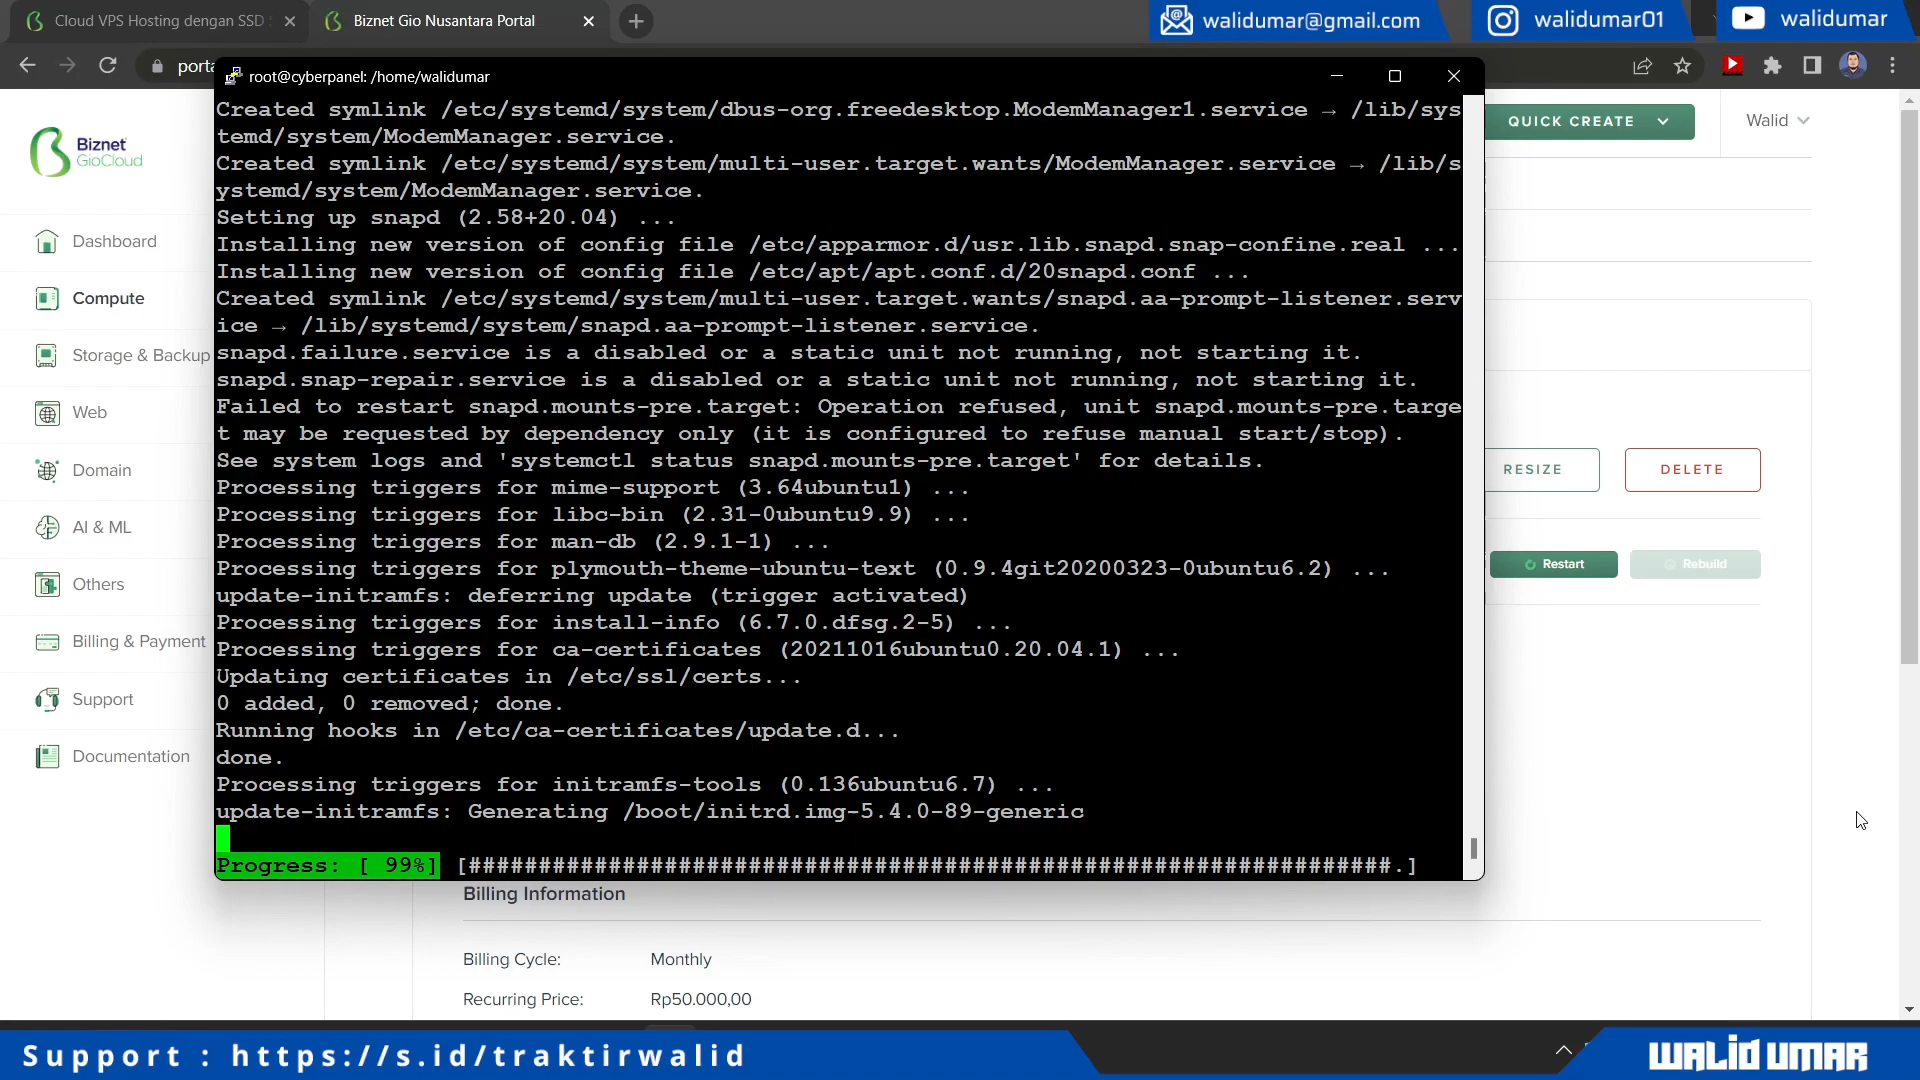 Cloud VPS Hosting dengan SSD
Biznet Gio Nusantara Portal
walidumar@gmail.com
walidumar01
walidumar
porta
root@cyberpanel: /home/walidumar
Created symlink /etc/systemd/system/dbus-org.freedesktop.ModemManager1.service → /lib/sys
temd/system/ModemManager.service.
Created symlink /etc/systemd/system/multi-user.target.wants/ModemManager.service → /lib/s
ystemd/system/ModemManager.service.
Setting up snapd (2.58+20.04) ...
Installing new version of config file /etc/apparmor.d/usr.lib.snapd.snap-confine.real ...
Installing new version of config file /etc/apt/apt.conf.d/20snapd.conf ...
Created symlink /etc/systemd/system/multi-user.target.wants/snapd.aa-prompt-listener.serv
ice → /lib/systemd/system/snapd.aa-prompt-listener.service.
snapd.failure.service is a disabled or a static unit not running, not starting it.
snapd.snap-repair.service is a disabled or a static unit not running, not starting it.
Failed to restart snapd.mounts-pre.target: Operation refused, unit snapd.mounts-pre.targe
t may be requested by dependency only (it is configured to refuse manual start/stop).
See system logs and 'systemctl status snapd.mounts-pre.target' for details.
Processing triggers for mime-support (3.64ubuntu1) ...
Processing triggers for libc-bin (2.31-0ubuntu9.9) ...
Processing triggers for man-db (2.9.1-1) ...
Processing triggers for plymouth-theme-ubuntu-text (0.9.4git20200323-0ubuntu6.2) ...
update-initramfs: deferring update (trigger activated)
Processing triggers for install-info (6.7.0.dfsg.2-5) ...
Processing triggers for ca-certificates (20211016ubuntu0.20.04.1) ...
Updating certificates in /etc/ssl/certs...
0 added, 0 removed; done.
Running hooks in /etc/ca-certificates/update.d...
done.
Processing triggers for initramfs-tools (0.136ubuntu6.7) ...
update-initramfs: Generating /boot/initrd.img-5.4.0-89-generic
Progress: [ 99%] [##################################################################.]
Biznet
GioCloud
Dashboard
Compute
Storage & Backup
Web
Domain
AI & ML
Others
Billing & Payment
Support
Documentation
QUICK CREATE
Walid
RESIZE
DELETE
Restart
Rebuild
Billing Information
Billing Cycle: Monthly
Recurring Price: Rp50.000,00
Support : https://s.id/traktirwalid
WALID UMAR